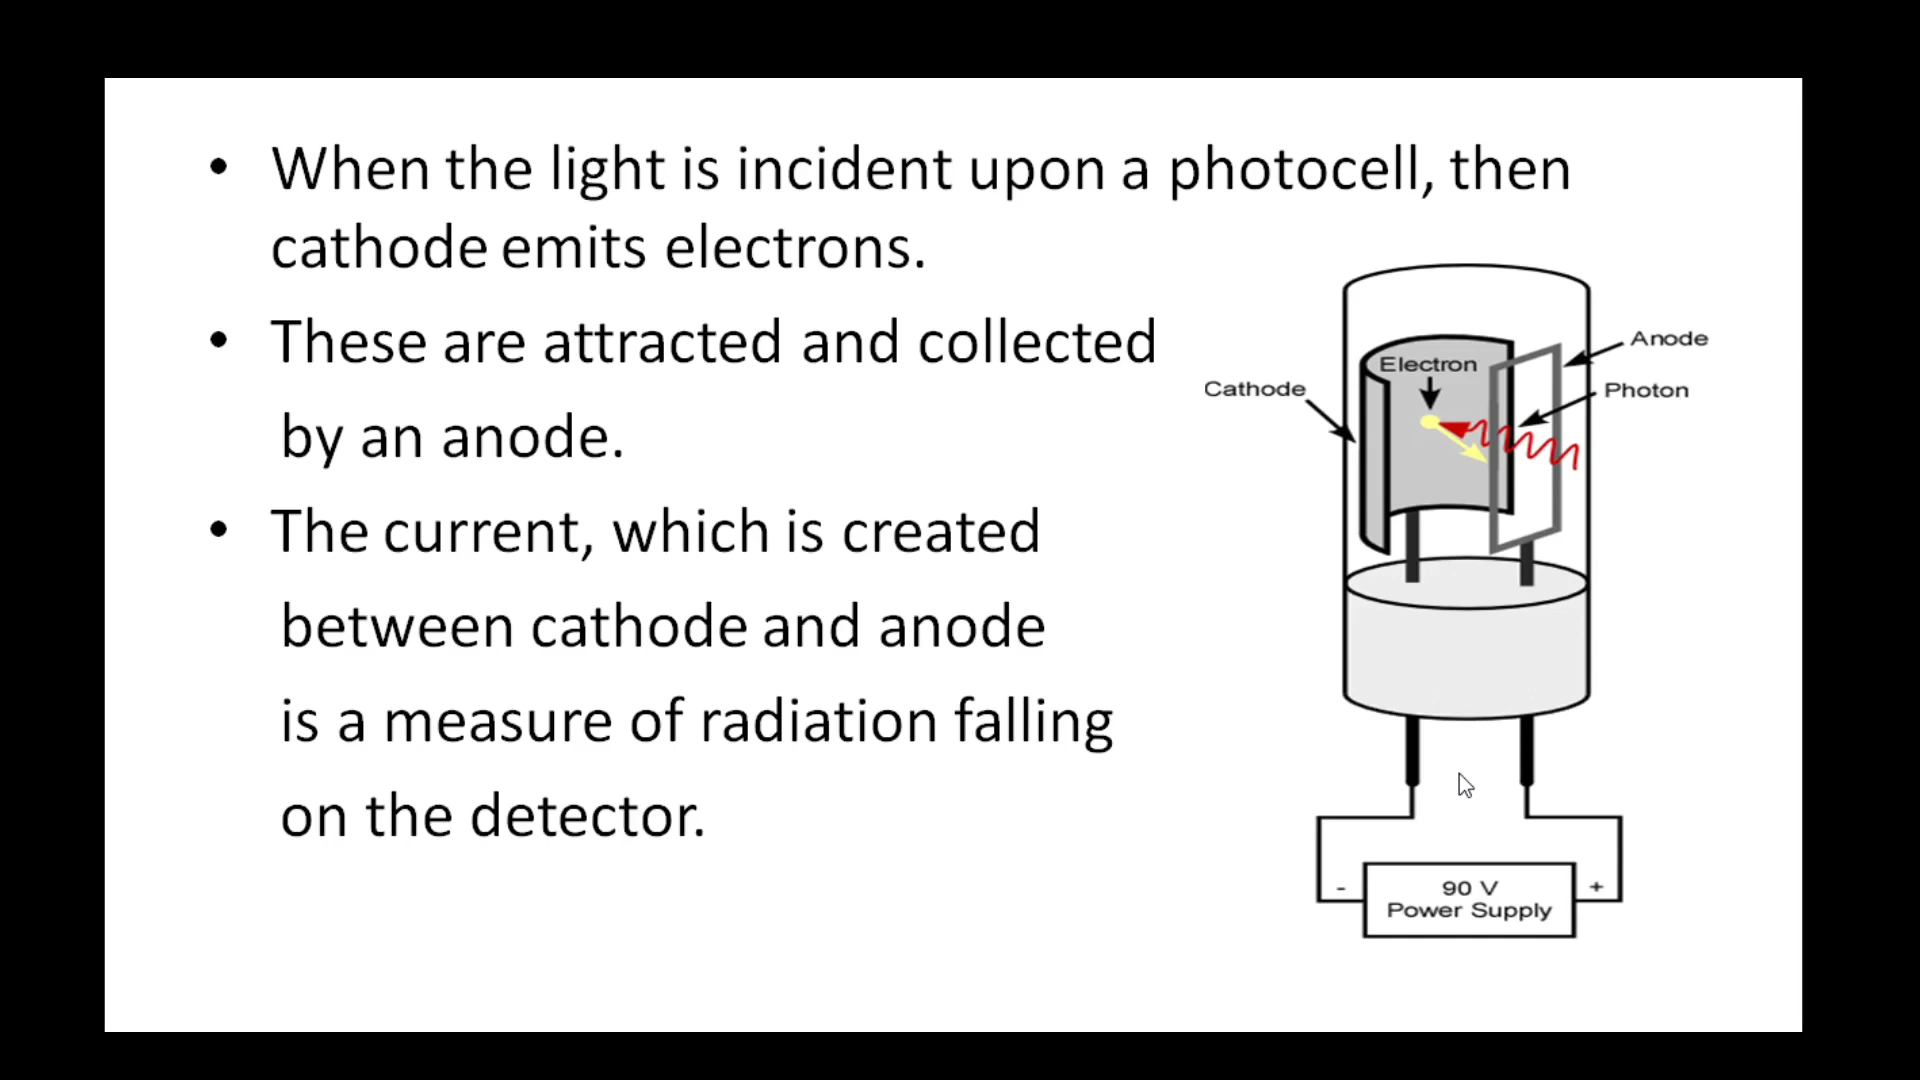 • When the light is incident upon a photocell, then
cathode emits electrons.
• These are attracted and collected
by an anode.
• The current, which is created
between cathode and anode
is a measure of radiation falling
on the detector.
Anode
Electron
Cathode
Photon
- 90 V +
Power Supply